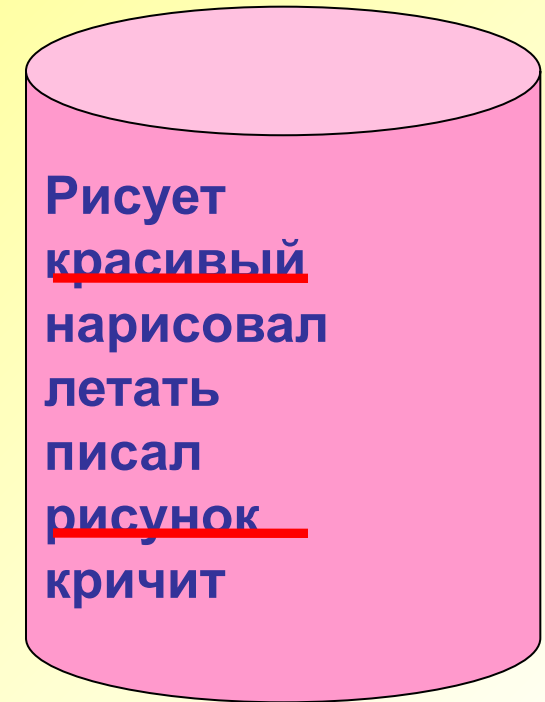 Рисует
красивый
нарисовал
летать
писал
рисунок
кричит